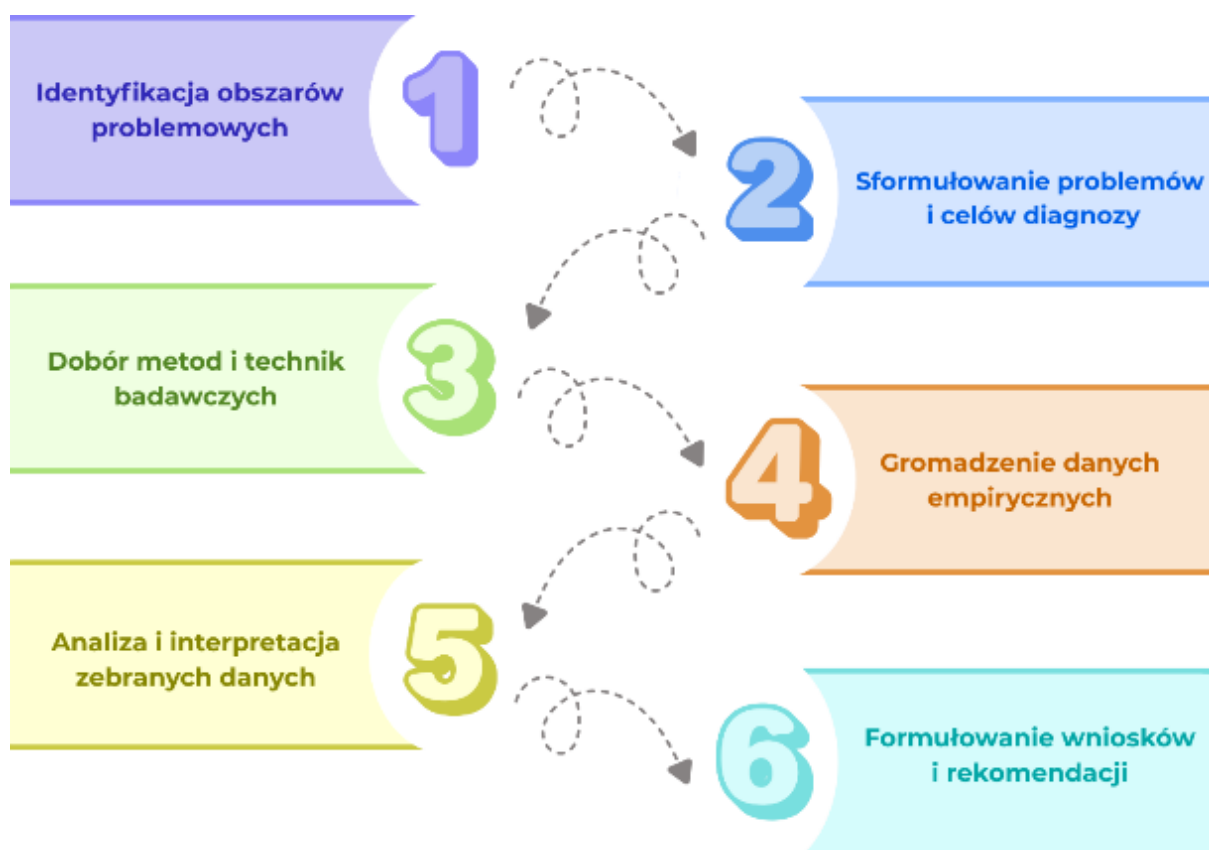 1
Identyfikacja obszarów
problemowych
2
Sformułowanie problemów
i celów diagnozy
3
Dobór metod i technik
badawczych
4
Gromadzenie danych
empirycznych
5
Analiza i interpretacja
zebranych danych
6
Formułowanie wniosków
i rekomendacji